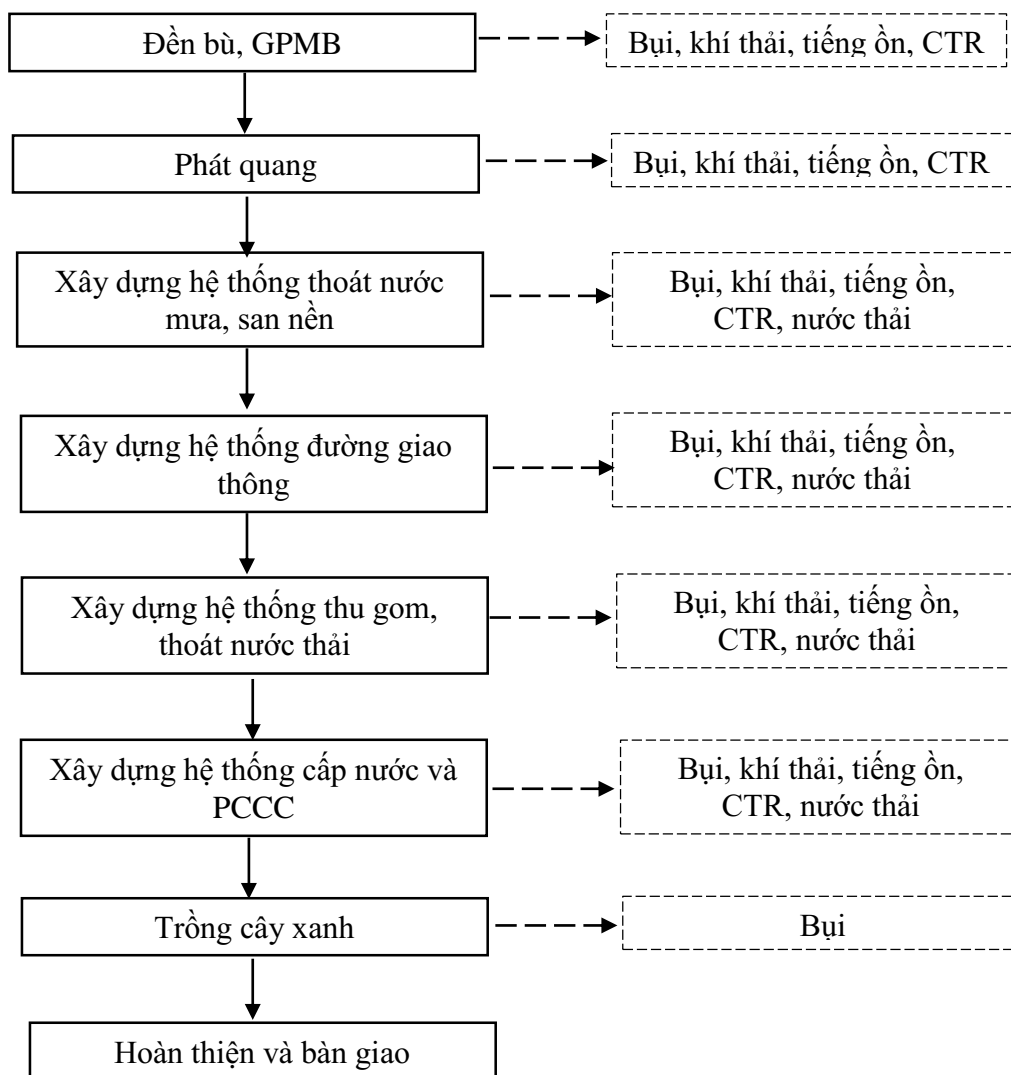 Đền bù, GPMB
Bụi, khí thải, tiếng ồn, CTR
Phát quang
Bụi, khí thải, tiếng ồn, CTR
Xây dựng hệ thống thoát nước
mưa, san nền
Bụi, khí thải, tiếng ồn,
CTR, nước thải
Xây dựng hệ thống đường giao
thông
Bụi, khí thải, tiếng ồn,
CTR, nước thải
Xây dựng hệ thống thu gom,
thoát nước thải
Bụi, khí thải, tiếng ồn,
CTR, nước thải
Xây dựng hệ thống cấp nước và
PCCC
Bụi, khí thải, tiếng ồn,
CTR, nước thải
Trồng cây xanh
Bụi
Hoàn thiện và bàn giao